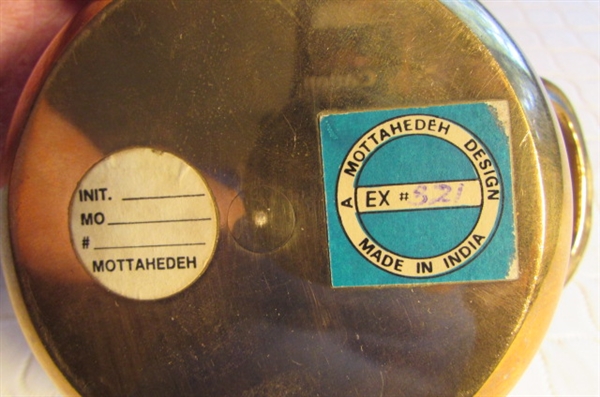 INIT.
MO
#
MOTTAHEDEH
A MOTTAHEDEH DESIGN
EX # 521
MADE IN INDIA